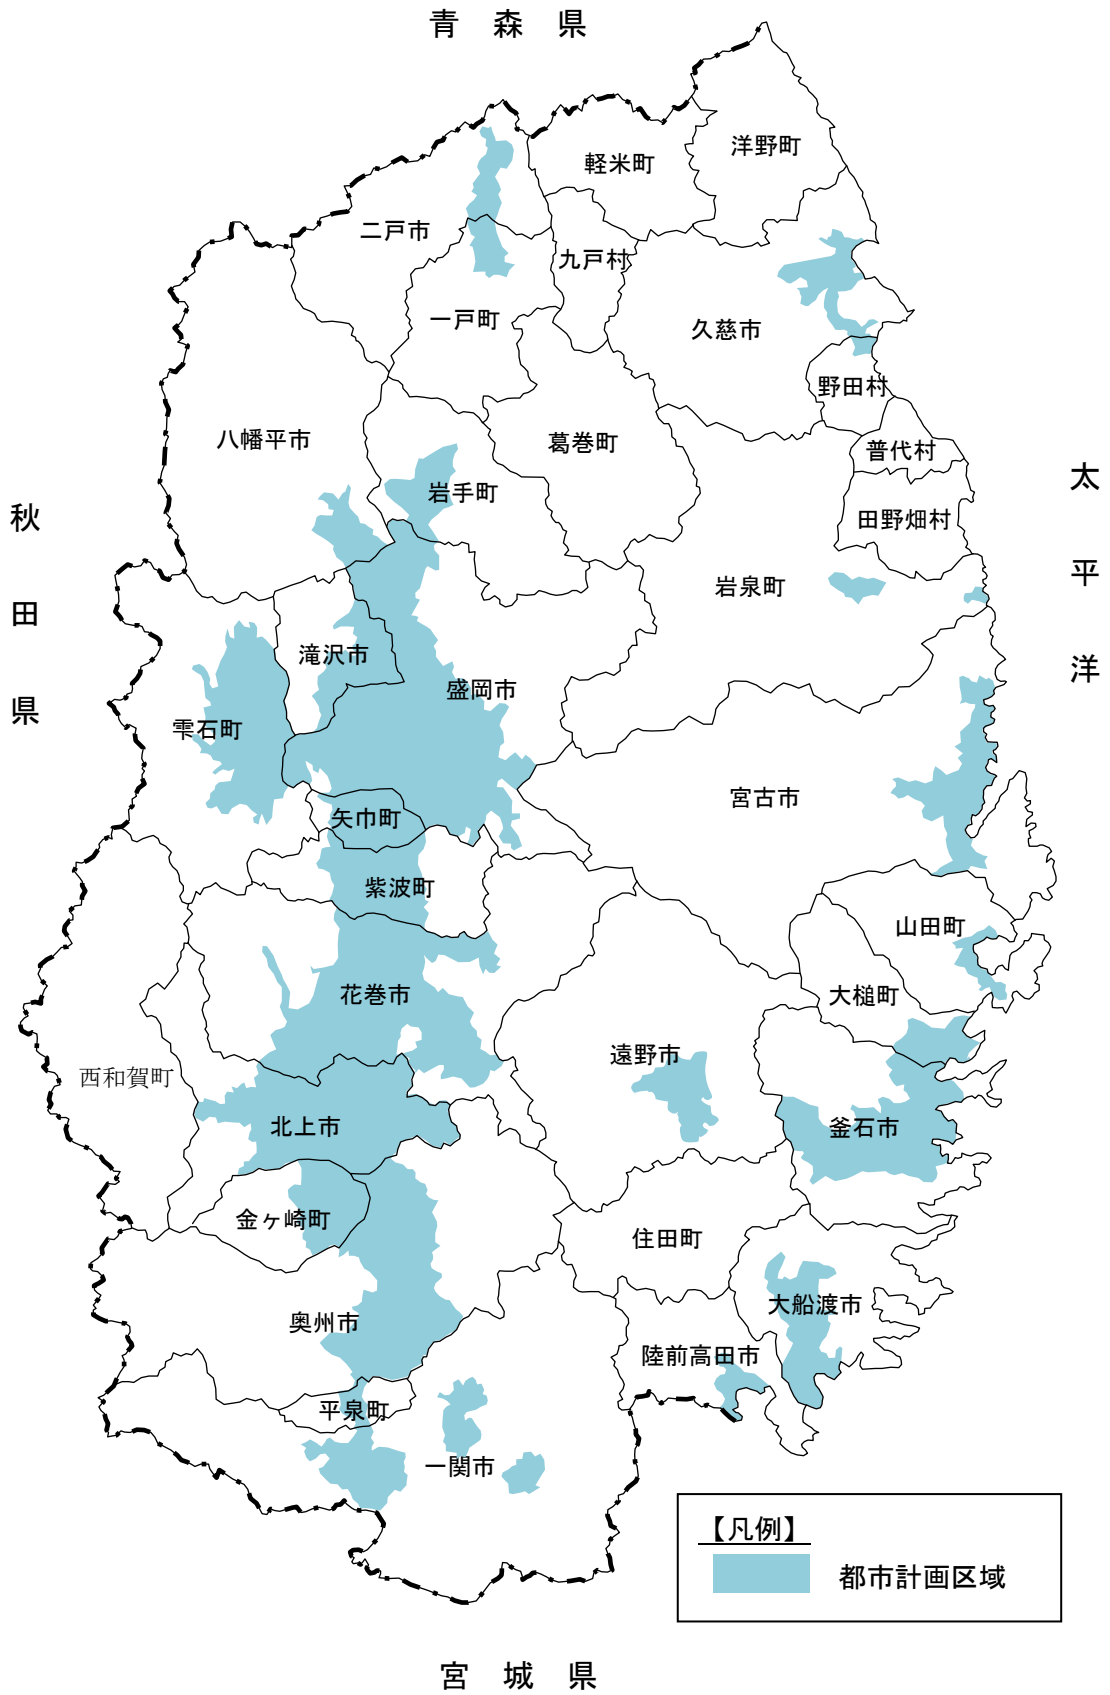 青森県
洋野町
軽米町
二戸市
九戸村
一戸町
久慈市
野田村
八幡平市
葛巻町
普代村
岩手町
田野畑村
秋田県
太平洋
岩泉町
滝沢市
盛岡市
雫石町
宮古市
矢巾町
紫波町
山田町
花巻市
大槌町
遠野市
西和賀町
北上市
釜石市
金ヶ崎町
住田町
大船渡市
奥州市
陸前高田市
平泉町
一関市
【凡例】
都市計画区域
宮城県